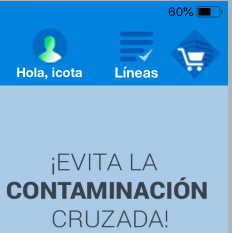 60%
Hola, icota Líneas
¡EVITA LA
CONTAMINACIÓN
CRUZADA!